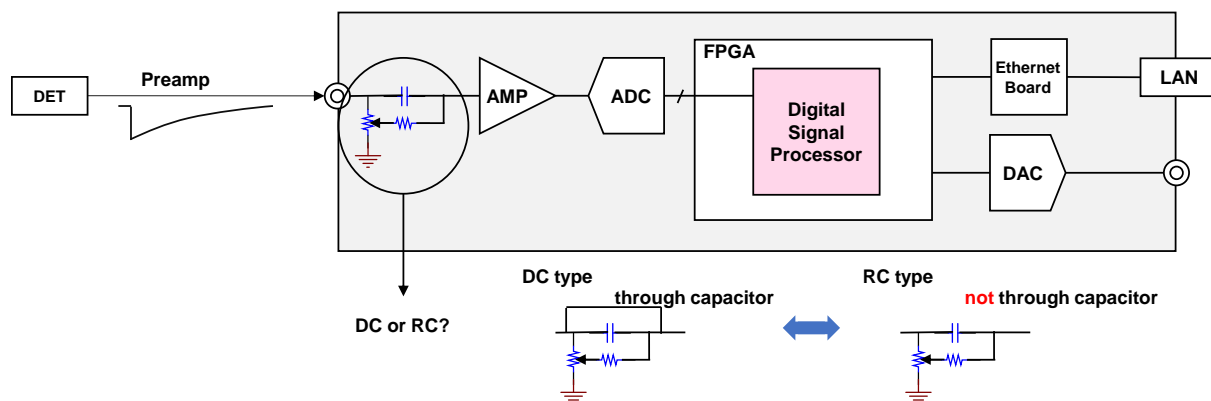 FPGA
Preamp
DET
AMP
ADC
Digital
Signal
Processor
Ethernet
Board
LAN
DAC
DC type
through capacitor
RC type
not through capacitor
DC or RC?